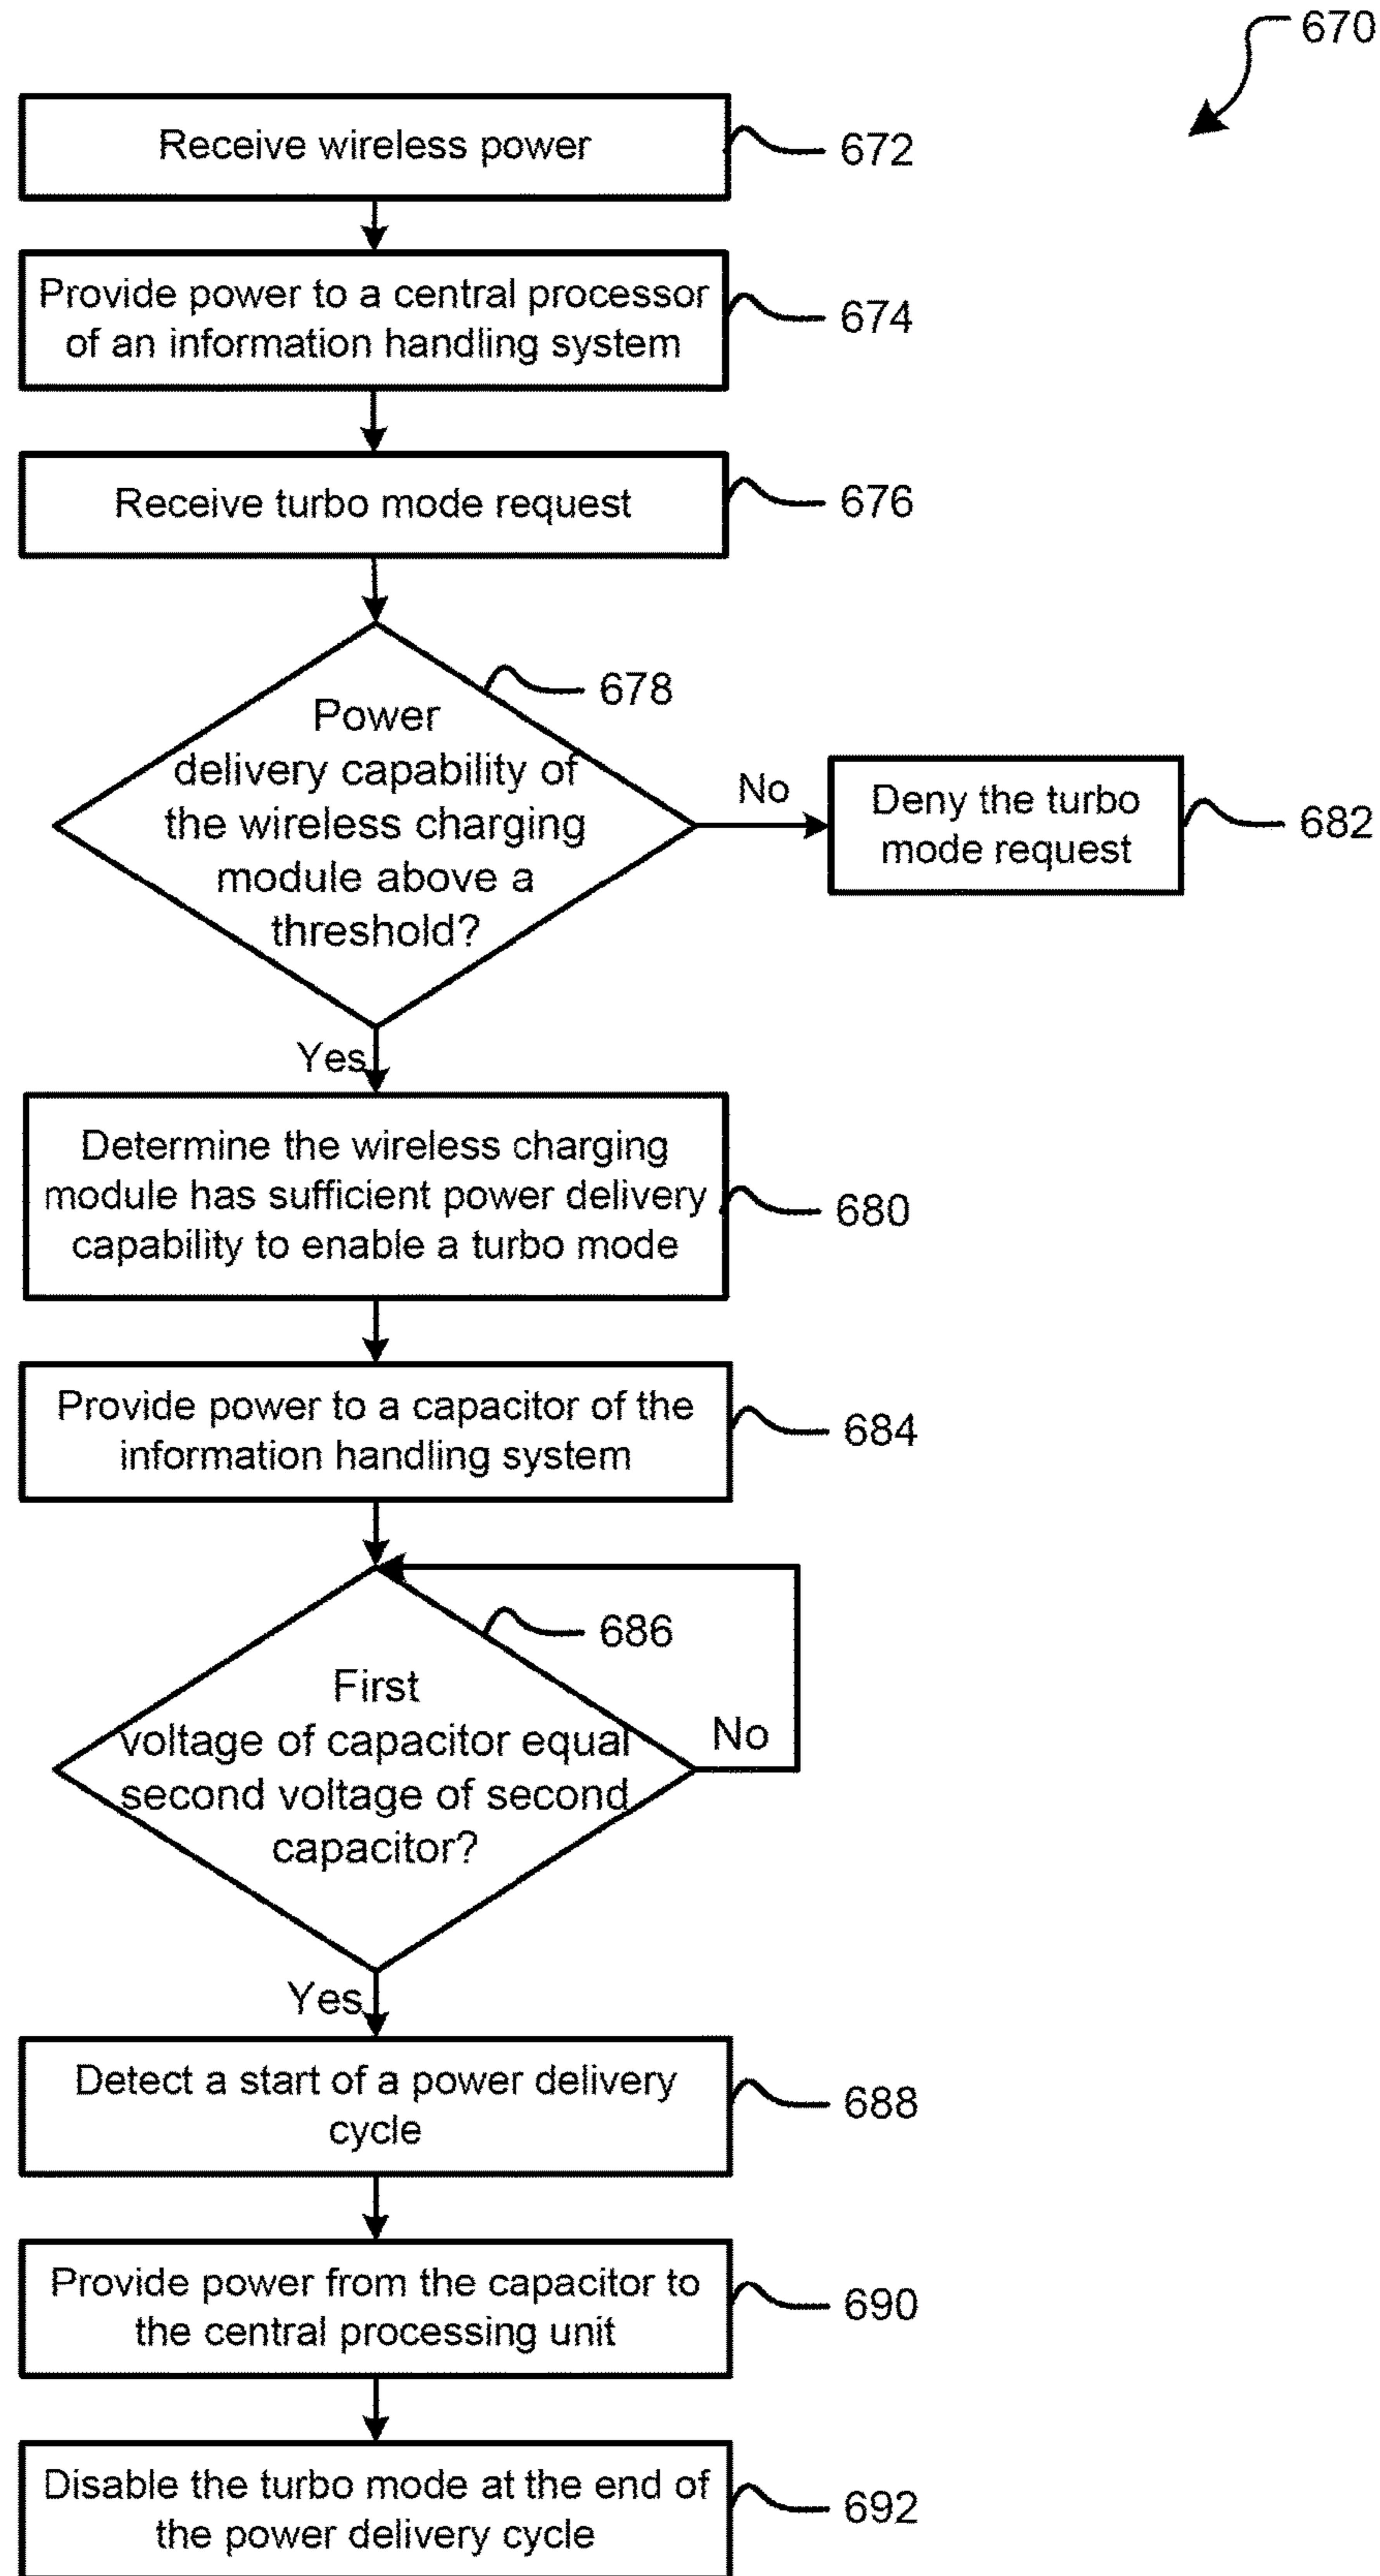 670
Receive wireless power
672
Provide power to a central processor
of an information handling system
674
Receive turbo mode request
676
678
Power
delivery capability of
the wireless charging
module above a
threshold?
No
Deny the turbo
mode request
682
Yes
Determine the wireless charging
module has sufficient power delivery
capability to enable a turbo mode
680
Provide power to a capacitor of the
information handling system
684
686
First
voltage of capacitor equal
second voltage of second
capacitor?
No
Yes
Detect a start of a power delivery
cycle
688
Provide power from the capacitor to
the central processing unit
690
Disable the turbo mode at the end of
the power delivery cycle
692